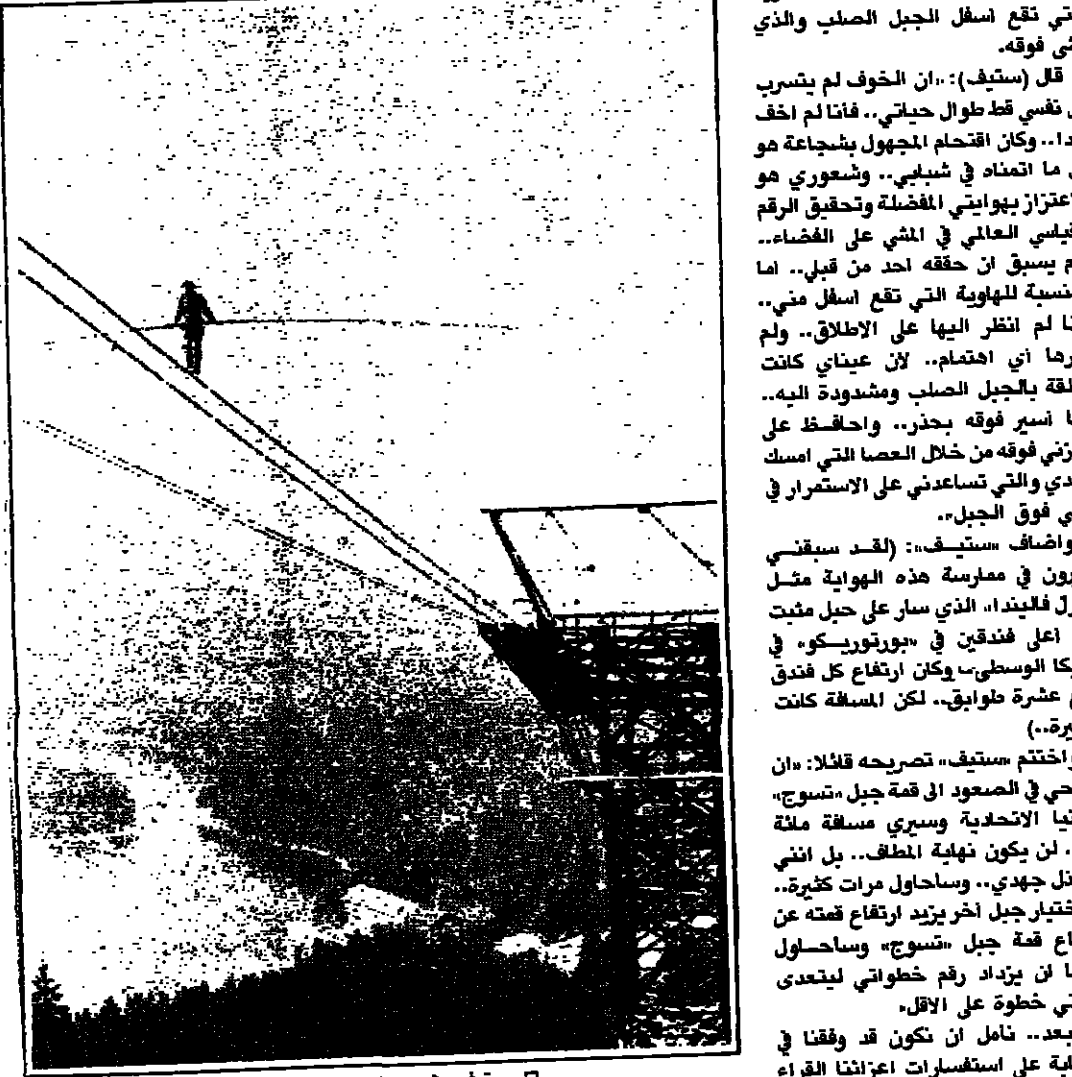 تي تقع اسفل الجبل الصلب والذي
شى فوقه.
قال (ستيف): «ان الخوف لم يتسرب
نفسي قط طوال حياتي.. فأنا لم اخف
دا.. وكان اقتحام المجهول بشجاعة هو
ما اتمناه في شبابي.. وشعوري هو
عتزاز بهوايتي المفضلة وتحقيق الرقم
قياسي العالمي في المشي على الفضاء..
م يسبق ان حققه احد من قبلي.. اما
نسبة للهاوية التي تقع اسفل مني..
نا لم انظر اليها على الاطلاق.. ولم
رها أي اهتمام.. لان عيناي كانت
لقة بالجبل الصلب ومشدودة اليه..
ا اسير فوقه بحذر.. واحافظ على
زني فوقه من خلال العصا التي امسك
دي والتي تساعدني على الاستمرار في
ي فوق الجبل»..
واضاف «ستيف»: (لقد سبقني
رون في ممارسة هذه الهواية مثل
رل فاليندا» الذي سار على حبل مثبت
اعلى فندقين في «بورتوريكو» في
يكا الوسطى» وكان ارتفاع كل فندق
عشرة طوابق.. لكن المسافة كانت
يرة..)
واختتم «ستيف» تصريحه قائلا: «ان
حي في الصعود الى قمة جبل «تسوج»
نيا الاتحادية وسيري مسافة مائة
. لن يكون نهاية المطاف.. بل انني
ذل جهدي.. وساحاول مرات كثيرة..
ختيار جبل أخر يزيد ارتفاع قمته عن
اع قمة جبل «تسوج» وساحاول
ا ان يزداد رقم خطواتي ليتعدى
تي خطوة على الاقل»
بعد.. نامل ان نكون قد وفقنا في
ابة على استفسارات اعزائنا القراء